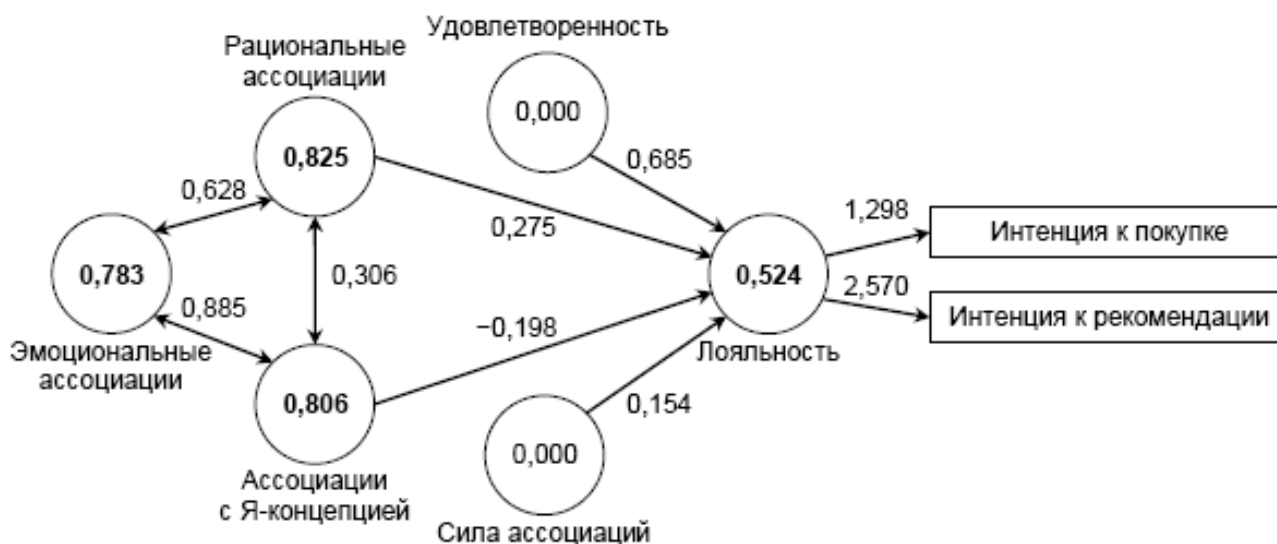 Удовлетворенность
Рациональные
ассоциации
0,000
0,825
0,685
0,628
0,275
1,298
Интенция к покупке
0,783
0,306
0,524
2,570
0,885
−0,198
Интенция к рекомендации
Эмоциональные
ассоциации
Лояльность
0,806
0,154
0,000
Ассоциации
с Я-концепцией
Сила ассоциаций